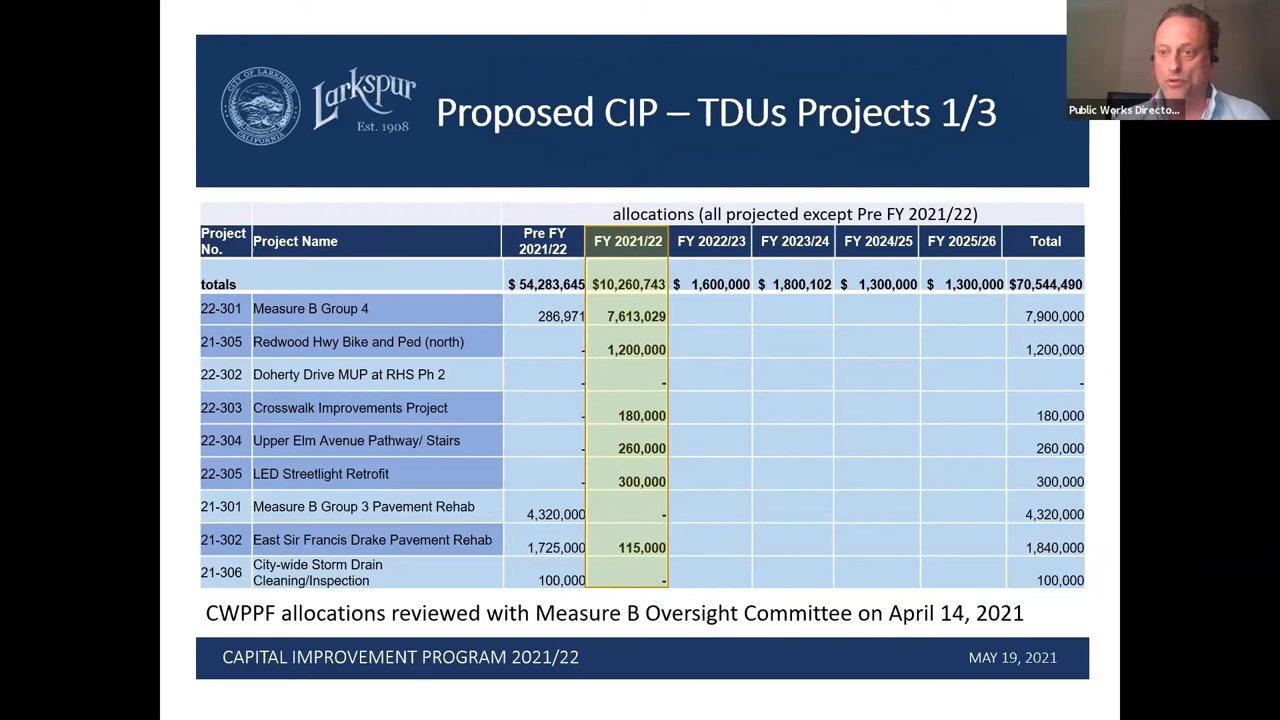 CITY OF LARKSPUR
CALIFORNIA
Larkspur
Est. 1908
Proposed CIP – TDUs Projects 1/3
Public Works Directo...
allocations (all projected except Pre FY 2021/22)
Project No. Project Name Pre FY 2021/22 FY 2021/22 FY 2022/23 FY 2023/24 FY 2024/25 FY 2025/26 Total
totals $ 54,283,645 $10,260,743 $ 1,600,000 $ 1,800,102 $ 1,300,000 $ 1,300,000 $70,544,490
22-301 Measure B Group 4 286,971 7,613,029 7,900,000
21-305 Redwood Hwy Bike and Ped (north) - 1,200,000 1,200,000
22-302 Doherty Drive MUP at RHS Ph 2 - - -
22-303 Crosswalk Improvements Project - 180,000 180,000
22-304 Upper Elm Avenue Pathway/ Stairs - 260,000 260,000
22-305 LED Streetlight Retrofit - 300,000 300,000
21-301 Measure B Group 3 Pavement Rehab 4,320,000 - 4,320,000
21-302 East Sir Francis Drake Pavement Rehab 1,725,000 115,000 1,840,000
21-306 City-wide Storm Drain Cleaning/Inspection 100,000 - 100,000
CWPPF allocations reviewed with Measure B Oversight Committee on April 14, 2021
CAPITAL IMPROVEMENT PROGRAM 2021/22
MAY 19, 2021